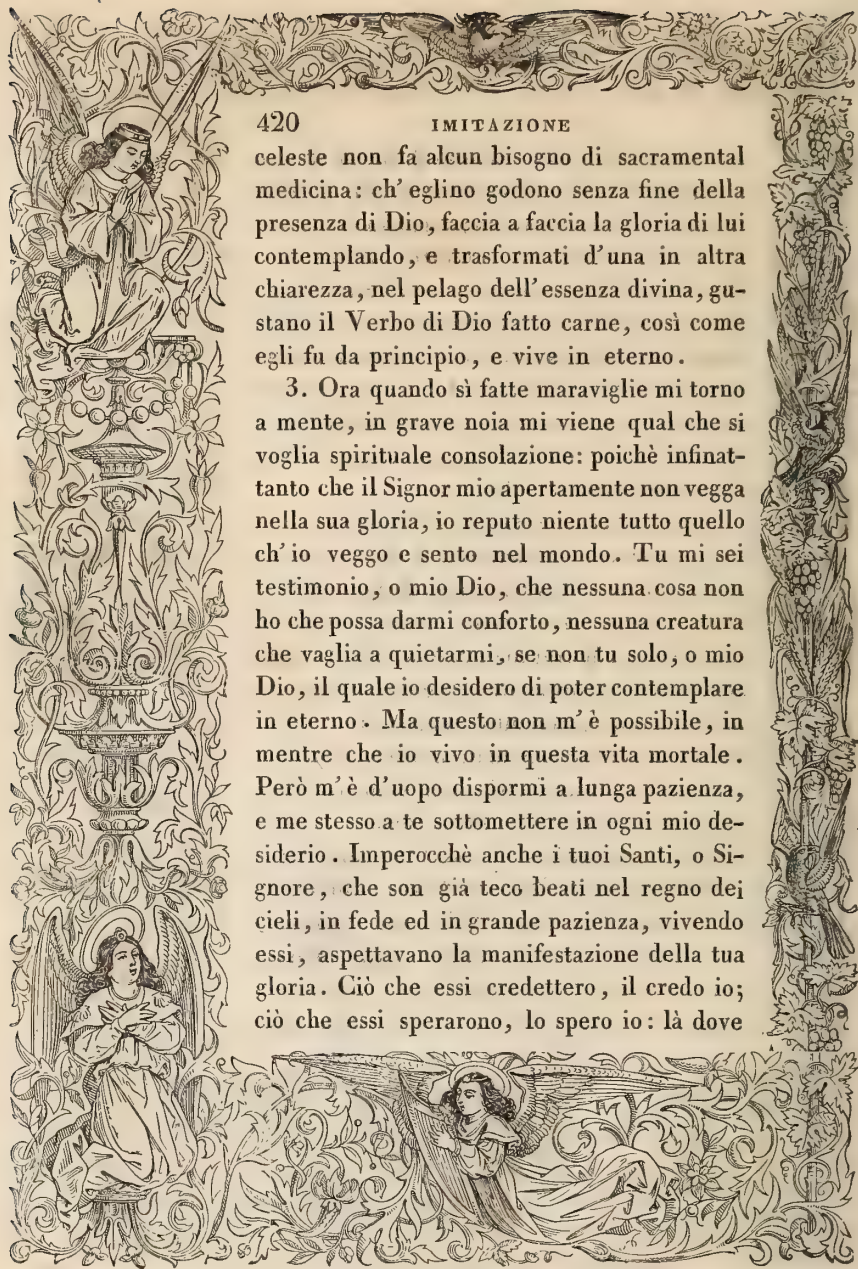 420 IMITAZIONE
celeste non fa alcun bisogno di sacramental
medicina: ch' eglino godono senza fine della
presenza di Dio, faccia a faccia la gloria di lui
contemplando, e trasformati d'una in altra
chiarezza, nel pelago dell'essenza divina, gu-
stano il Verbo di Dio fatto carne, così come
egli fu da principio, e vive in eterno.
3. Ora quando sì fatte maraviglie mi torno
a mente, in grave noia mi viene qual che si
voglia spirituale consolazione: poichè infinat-
tanto che il Signor mio apertamente non vegga
nella sua gloria, io reputo niente tutto quello
ch' io veggo e sento nel mondo. Tu mi sei
testimonio, o mio Dio, che nessuna cosa non
ho che possa darmi conforto, nessuna creatura
che vaglia a quietarmi, se non tu solo, o mio
Dio, il quale io desidero di poter contemplare
in eterno. Ma questo non m' è possibile, in
mentre che io vivo in questa vita mortale.
Però m' è d'uopo dispormi a lunga pazienza,
e me stesso a te sottomettere in ogni mio de-
siderio. Imperocchè anche i tuoi Santi, o Si-
gnore, che son già teco beati nel regno dei
cieli, in fede ed in grande pazienza, vivendo
essi, aspettavano la manifestazione della tua
gloria. Ciò che essi credettero, il credo io;
ciò che essi sperarono, lo spero io: là dove